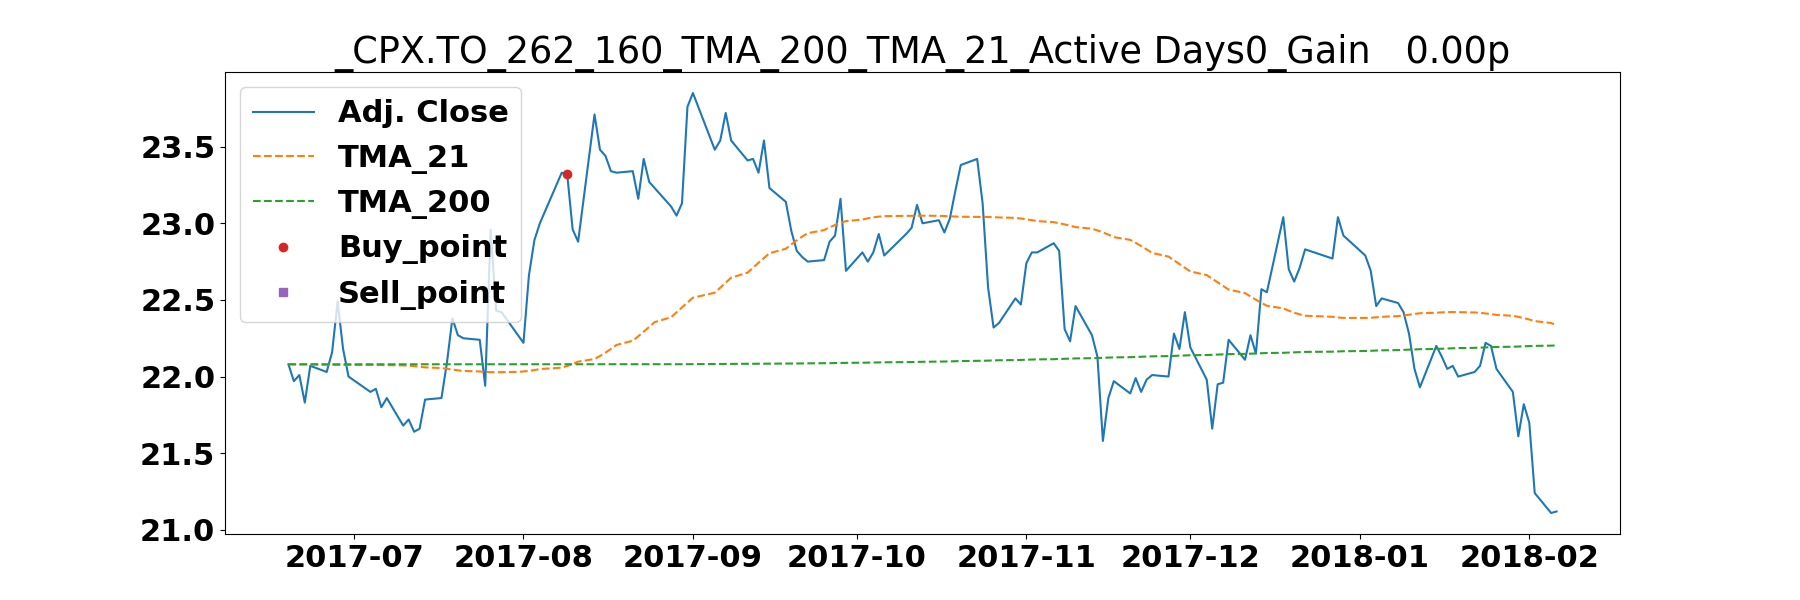 _CPX.TO_262_160_TMA_200_TMA_21_Active Days0_Gain   0.00p
Adj. Close
TMA_21
TMA_200
Buy_point
Sell_point
23.5
23.0
22.5
22.0
21.5
21.0
2017-07 2017-08 2017-09 2017-10 2017-11 2017-12 2018-01 2018-02